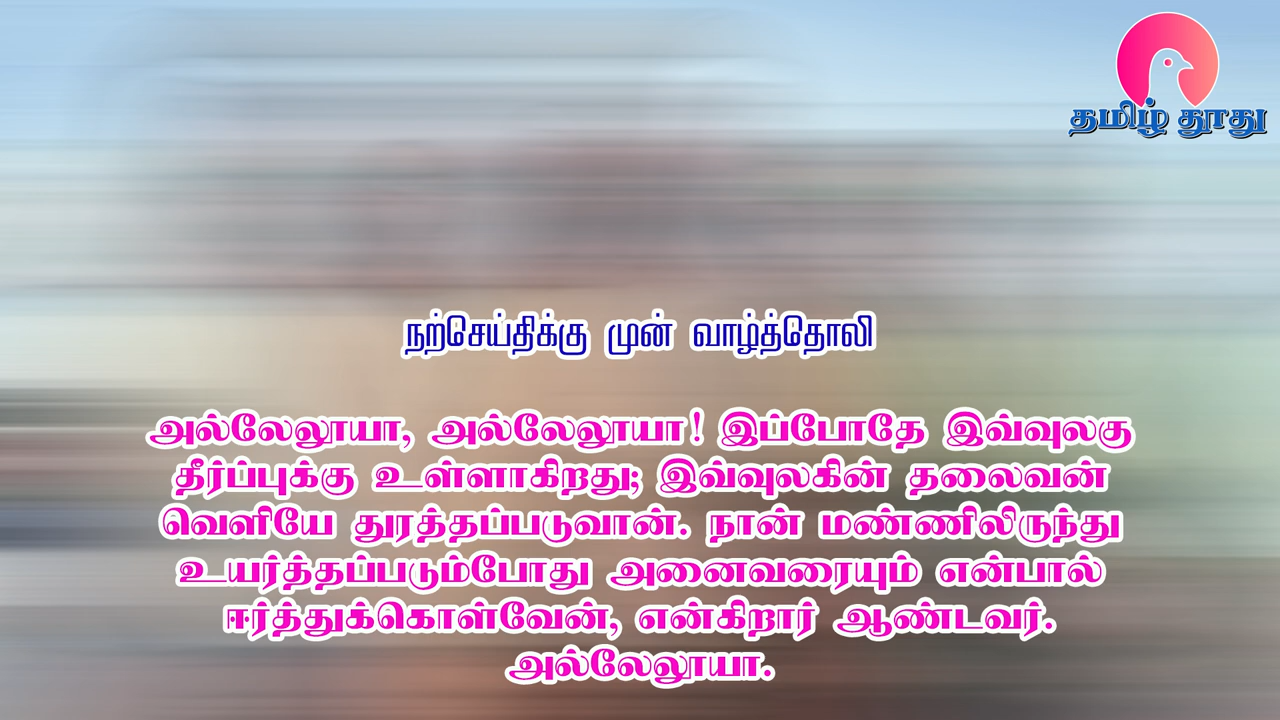 தமிழ் தூது
நற்செய்திக்கு முன் வாழ்த்தொலி
அல்லேலூயா, அல்லேலூயா! இப்போதே இவ்வுலகு
தீர்ப்புக்கு உள்ளாகிறது; இவ்வுலகின் தலைவன்
வெளியே துரத்தப்படுவான். நான் மண்ணிலிருந்து
உயர்த்தப்படும்போது அனைவரையும் என்பால்
ஈர்த்துக்கொள்வேன், என்கிறார் ஆண்டவர்.
அல்லேலூயா.